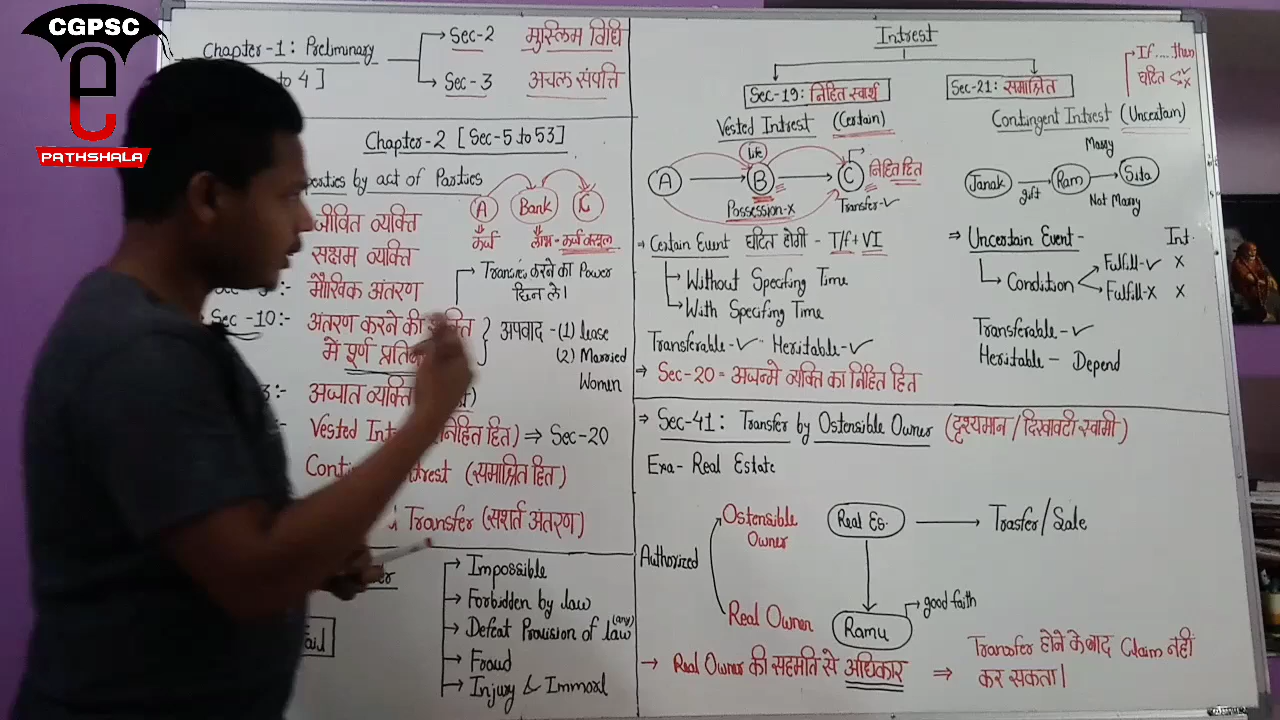 CGPSC
PATHSHALA
Chapter-1: Preliminary
to 4 ]
Sec-2 मुस्लिम विधि
Sec-3 अचल संपत्ति
Chapter-2 [Sec-5 to 53]
by act of Parties
A Bank C
कर्ज लाभ - कर्ज वसूल
जीवित व्यक्ति
सक्षम व्यक्ति
:- मौखिक अंतरण
करने का Power
छिन ले।
Sec-10:- अंतरण करने की
में पूर्ण
अपवाद - (1) lease
(2) Married
Women
:- अजात व्यक्ति
:- Vested (निहित हित) ⇒ Sec-20
(समाश्रित हित)
Transfer (सशर्त अंतरण)
→ Impossible
→ Forbidden by law
→ Defeat Provision of law (any)
→ Fraud
→ Injury & Immoral
Intrest
Sec-19: निहित स्वार्थ
Vested Intrest (Certain)
life
A B C निहित हित
Possession-x Transfer-✓
→ Certain Event घटित होगी - T/f + VI
→ Without Specifing Time
→ With Specifing Time
Transferable-✓ Heritable-✓
⇒ Sec-20 = अजन्मे व्यक्ति का निहित हित
Sec-21: समाश्रित
If ....then
घटित ✓ x
Contingent Intrest (Uncertain)
Marry
Janak gift Ram Sita
Not Marry
⇒ Uncertain Event- Int.
Condition Fulfill-✓ X
Fulfill-X X
Transferable-✓
Heritable- Depend
⇒ Sec-41: Transfer by Ostensible Owner (दृश्यमान/दिखावटी स्वामी)
Exa- Real Estate
Ostensible
Owner
Real Es. Trasfer/Sale
Authorized
Real Owner
Ramu good faith
→ Real Owner की सहमति से अधिकार ⇒ Transfer होने के बाद Claim नहीं
कर सकता।